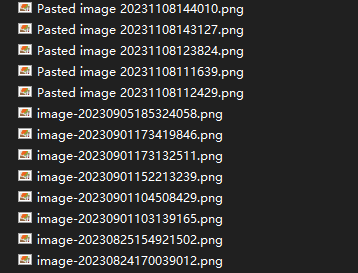 Pasted image 20231108144010.png
Pasted image 20231108143127.png
Pasted image 20231108123824.png
Pasted image 20231108111639.png
Pasted image 20231108112429.png
image-20230905185324058.png
image-20230901173419846.png
image-20230901173132511.png
image-20230901152213239.png
image-20230901104508429.png
image-20230901103139165.png
image-20230825154921502.png
image-20230824170039012.png